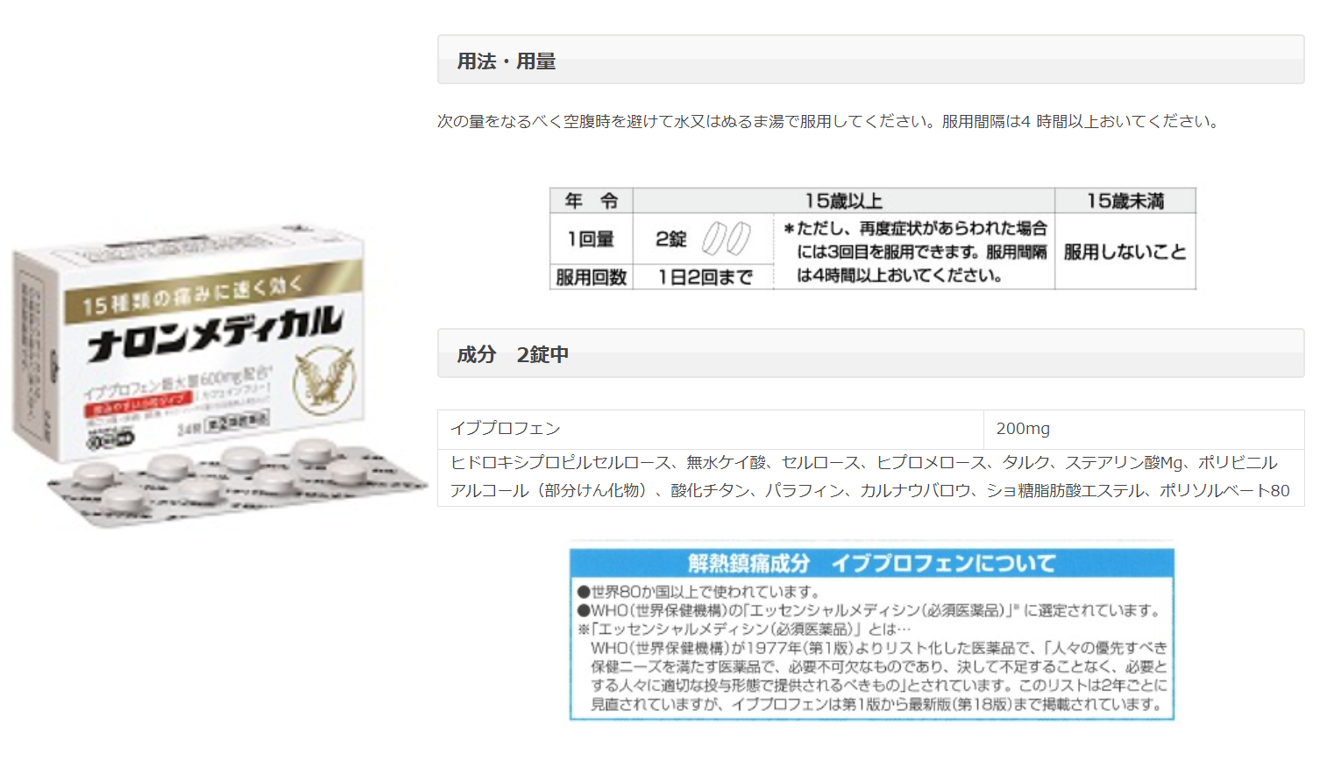 用法・用量
次の量をなるべく空腹時を避けて水又はぬるま湯で服用してください。服用間隔は4 時間以上おいてください。
年 令 15歳以上 15歳未満
1回量 2錠
服用回数 1日2回まで
＊ただし、再度症状があらわれた場合
には3回目を服用できます。服用間隔
は4時間以上おいてください。
服用しないこと
15種類の痛みに速く効く
ナロンメディカル
イブプロフェン最大量600mg配合
24錠
成分 2錠中
イブプロフェン 200mg
ヒドロキシプロピルセルロース、無水ケイ酸、セルロース、ヒプロメロース、タルク、ステアリン酸Mg、ポリビニル
アルコール（部分けん化物）、酸化チタン、パラフィン、カルナウバロウ、ショ糖脂肪酸エステル、ポリソルベート80
解熱鎮痛成分 イブプロフェンについて
●世界80か国以上で使われています。
●WHO(世界保健機構)の「エッセンシャルメディシン(必須医薬品)」※に選定されています。
※「エッセンシャルメディシン(必須医薬品)」とは…
WHO(世界保健機構)が1977年(第1版)よりリスト化した医薬品で、「人々の優先すべき
保健ニーズを満たす医薬品で、必要不可欠なものであり、決して不足することなく、必要と
する人々に適切な投与形態で提供されるべきもの」とされています。このリストは2年ごとに
見直されていますが、イブプロフェンは第1版から最新版(第18版)まで掲載されています。